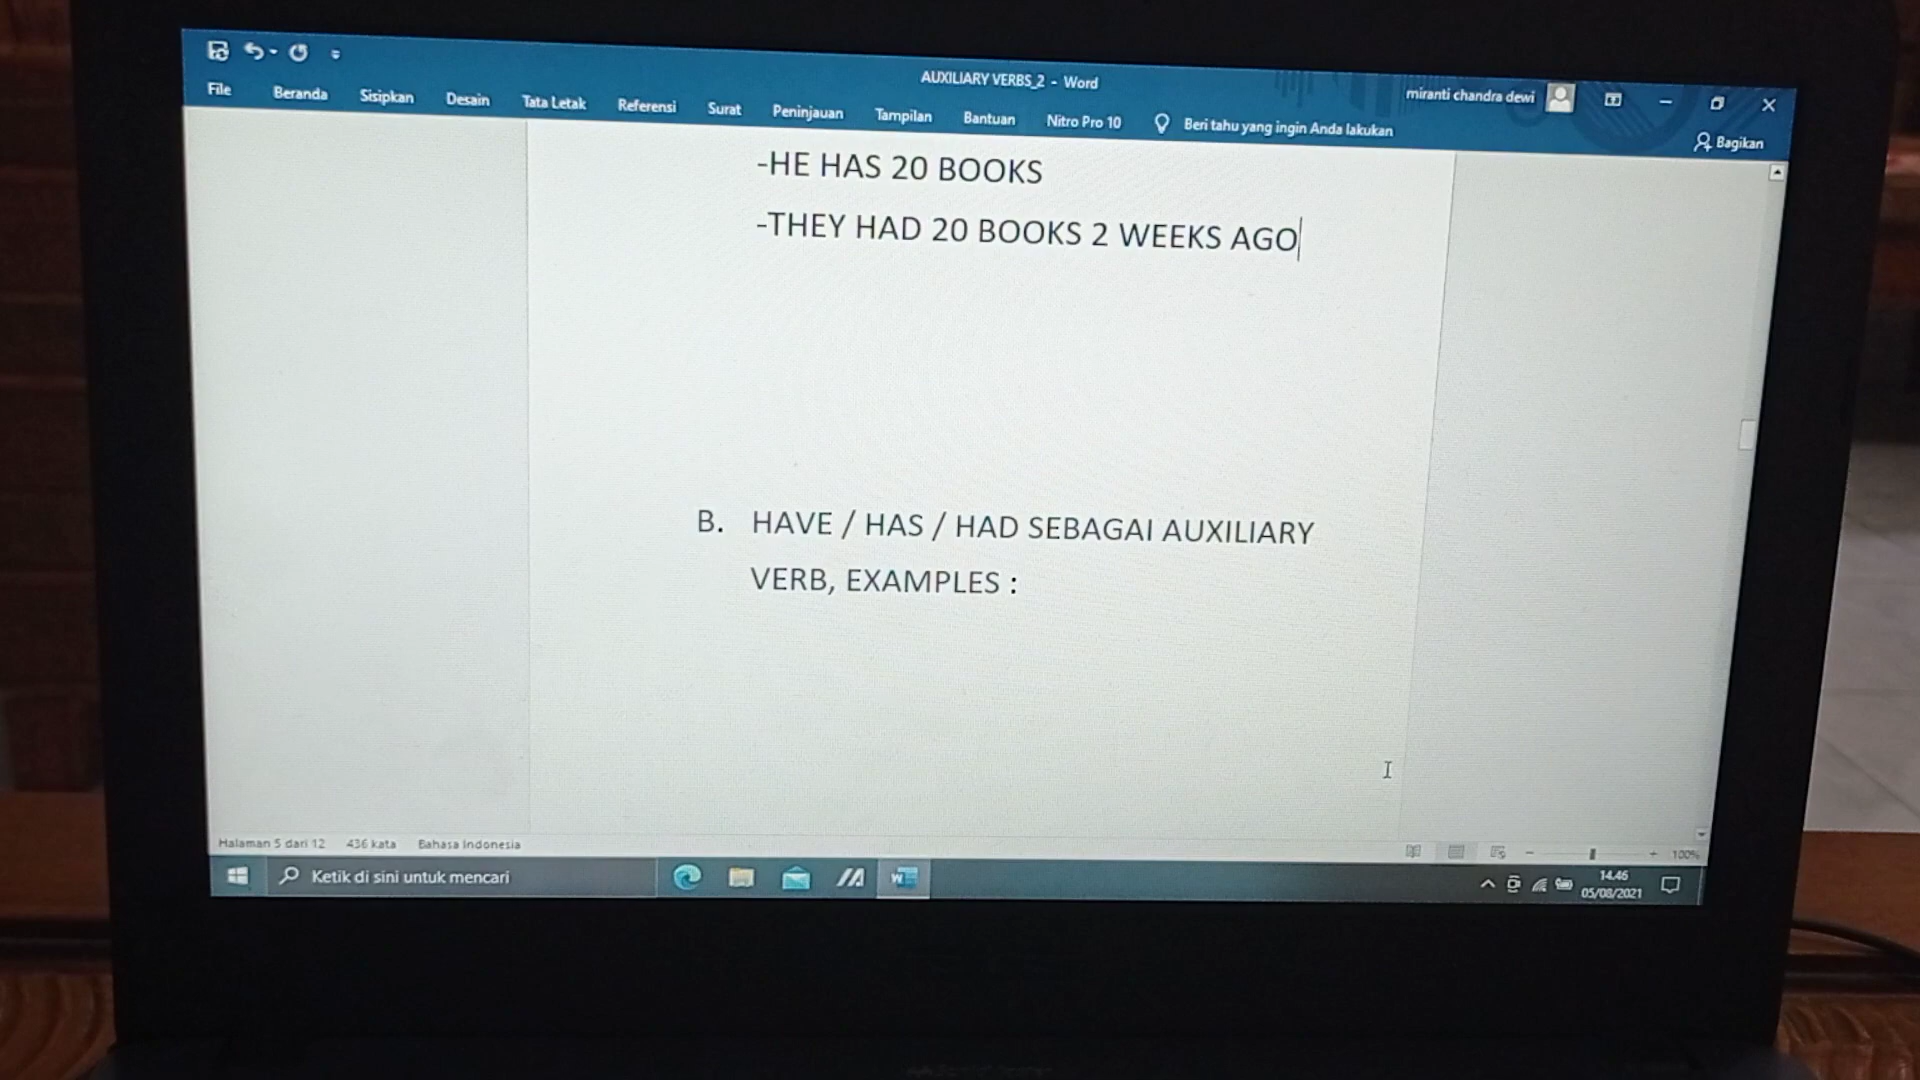 AUXILIARY VERBS_2 - Word
miranti chandra dewi
File Beranda Sisipkan Desain Tata Letak Referensi Surat Peninjauan Tampilan Bantuan Nitro Pro 10 Beri tahu yang ingin Anda lakukan
Bagikan
-HE HAS 20 BOOKS
-THEY HAD 20 BOOKS 2 WEEKS AGO
B. HAVE / HAS / HAD SEBAGAI AUXILIARY
VERB, EXAMPLES :
Halaman 5 dari 12 436 kata Bahasa Indonesia
100%
Ketik di sini untuk mencari
14.46
05/08/2021